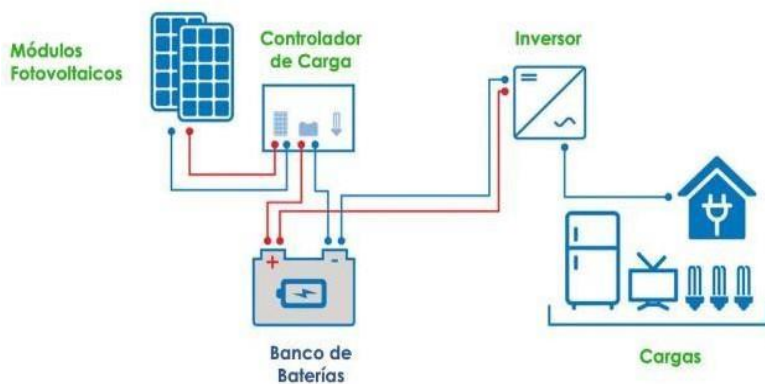 Módulos
Fotovoltaicos
Controlador
de Carga
Inversor
+
-
Banco de
Baterías
Cargas